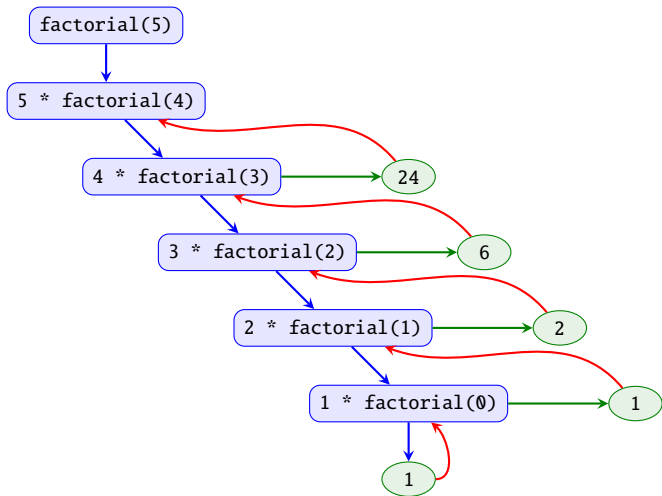 factorial(5)
5 * factorial(4)
4 * factorial(3)
24
3 * factorial(2)
6
2 * factorial(1)
2
1 * factorial(0)
1
1